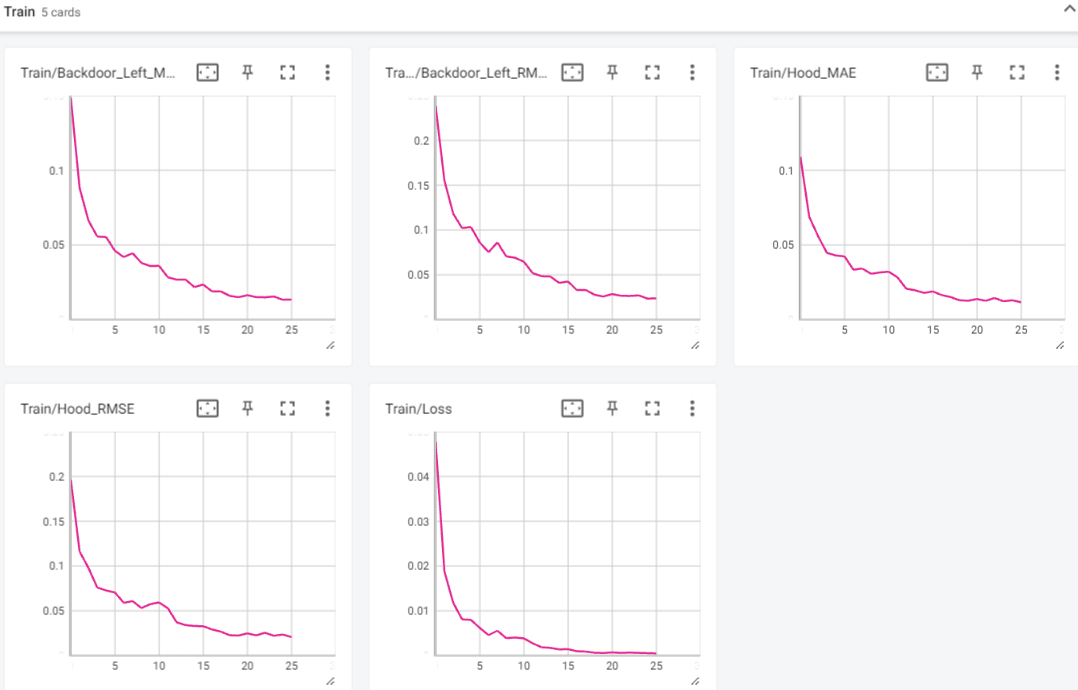 Train 5 cards
Train/Backdoor_Left_M...
0.1
0.05
5 10 15 20 25
Tra.../Backdoor_Left_RM...
0.2
0.15
0.1
0.05
5 10 15 20 25
Train/Hood_MAE
0.1
0.05
5 10 15 20 25
Train/Hood_RMSE
0.2
0.15
0.1
0.05
5 10 15 20 25
Train/Loss
0.04
0.03
0.02
0.01
5 10 15 20 25